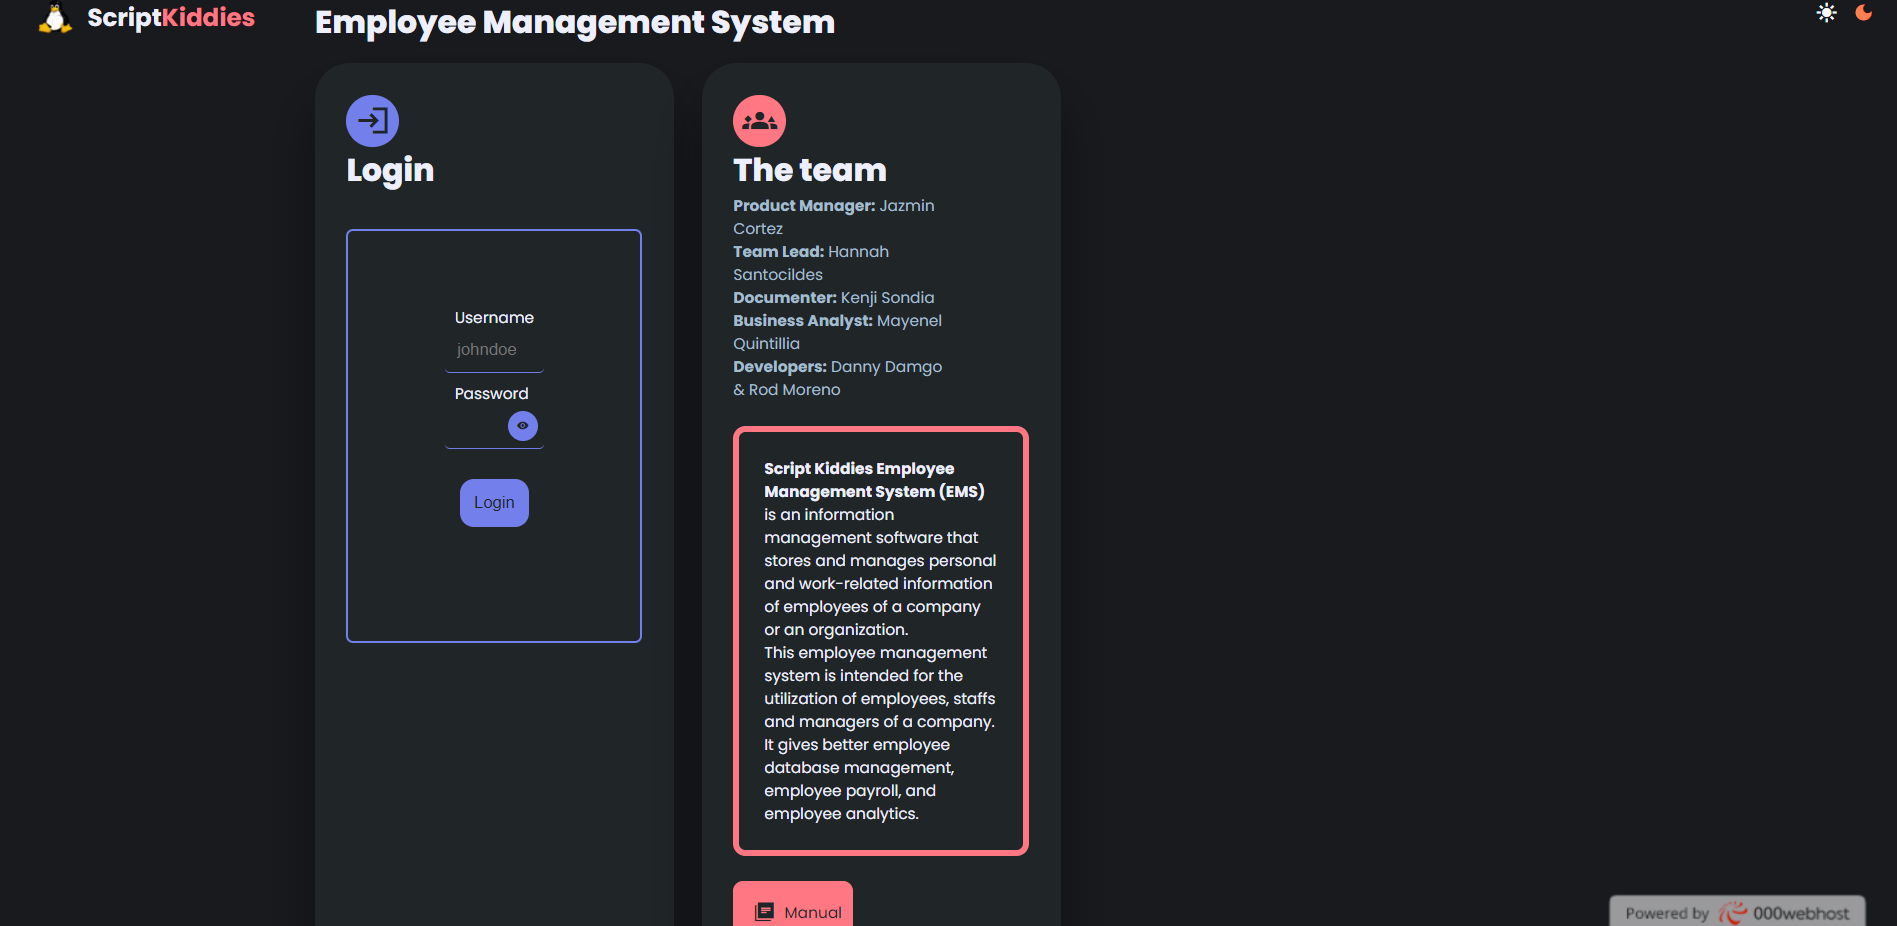 ScriptKiddies
Employee Management System
Login
Username
johndoe
Password
Login
The team
Product Manager: Jazmin
Cortez
Team Lead: Hannah
Santocildes
Documenter: Kenji Sondia
Business Analyst: Mayenel
Quintillia
Developers: Danny Damgo
& Rod Moreno
Script Kiddies Employee
Management System (EMS)
is an information
management software that
stores and manages personal
and work-related information
of employees of a company
or an organization.
This employee management
system is intended for the
utilization of employees, staffs
and managers of a company.
It gives better employee
database management,
employee payroll, and
employee analytics.
Manual
Powered by 000webhost